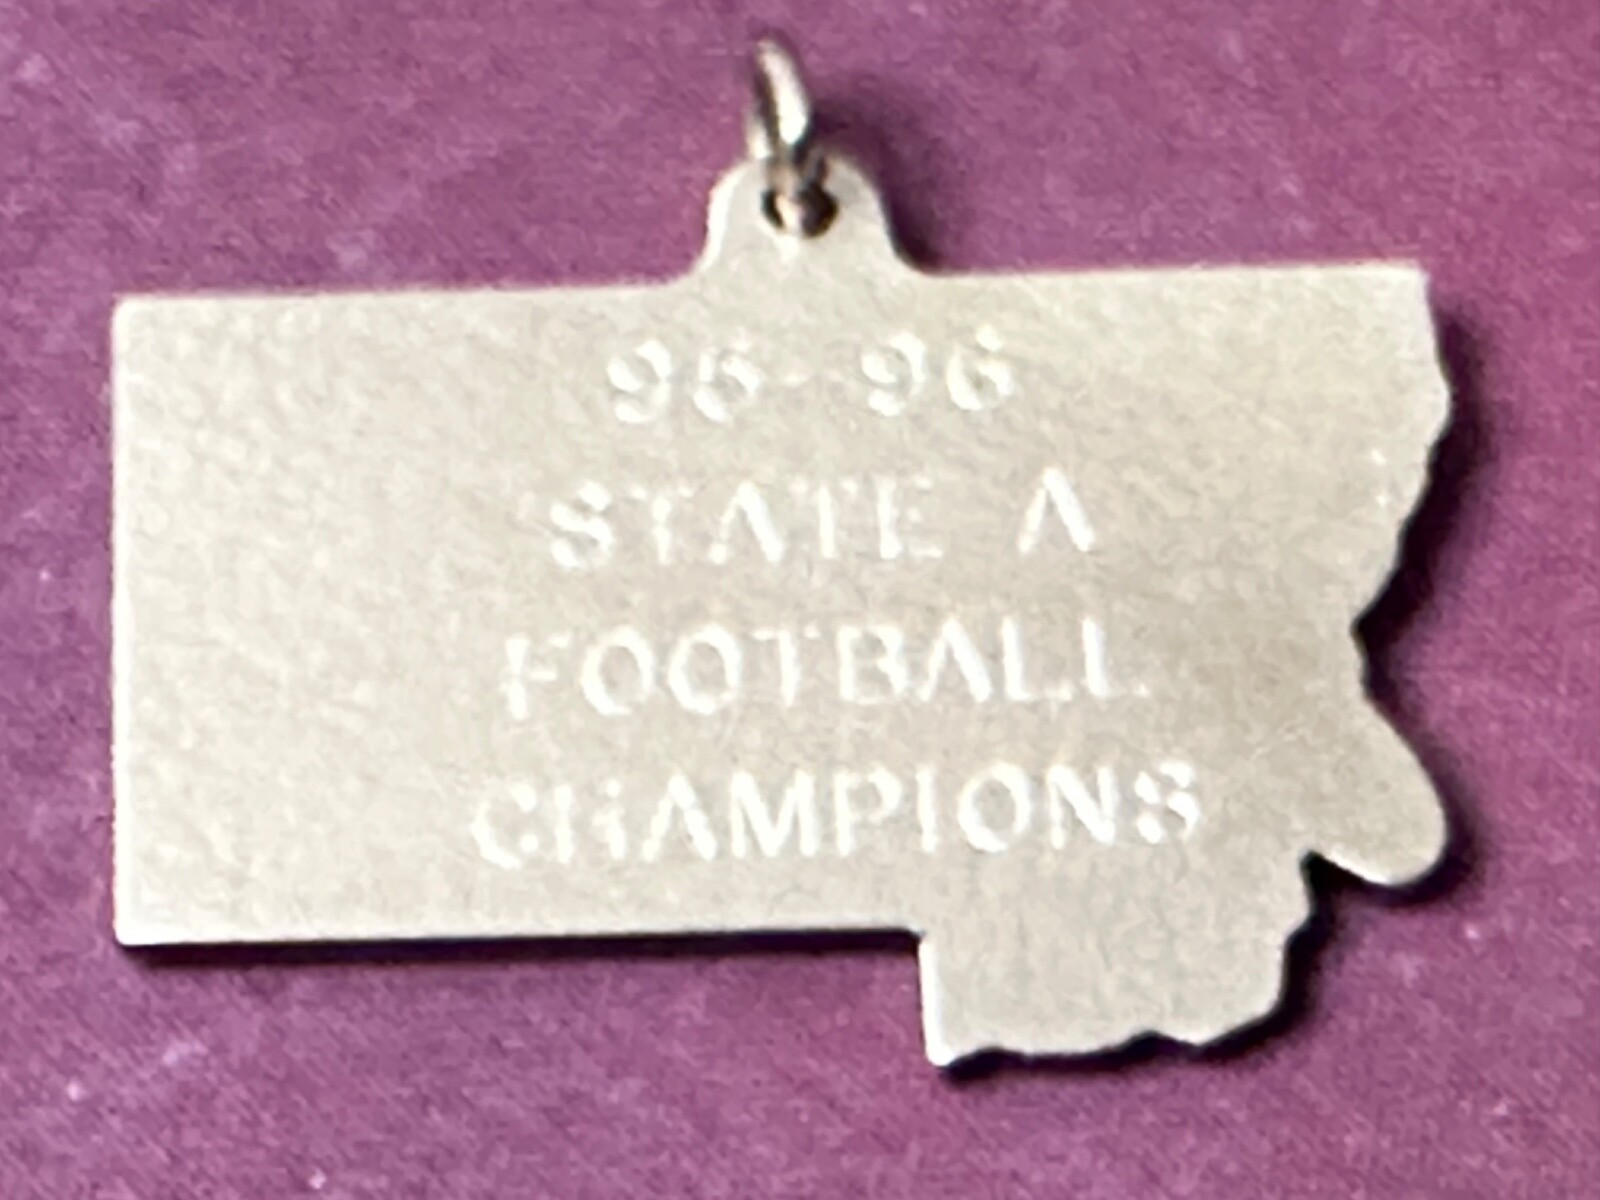 95-96
STATE A
FOOTBALL
CHAMPIONS